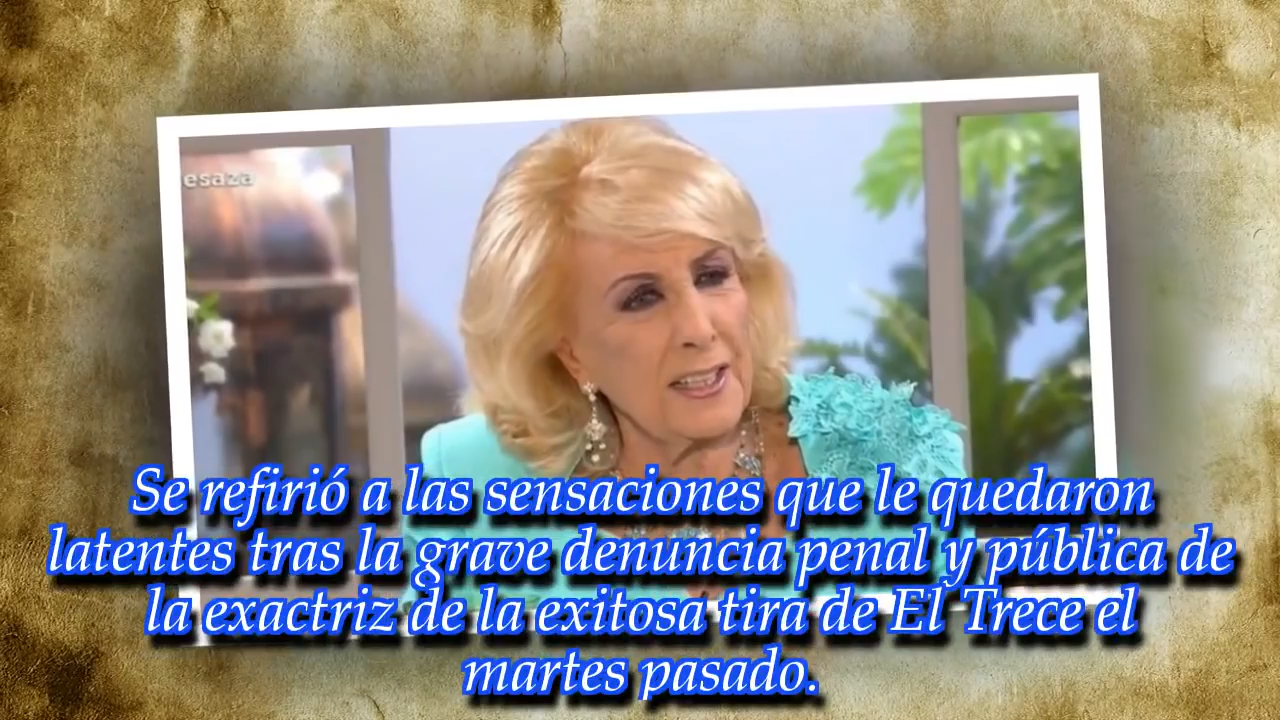 esaza
Se refirió a las sensaciones que le quedaron
latentes tras la grave denuncia penal y pública de
la exactriz de la exitosa tira de El Trece el
martes pasado.